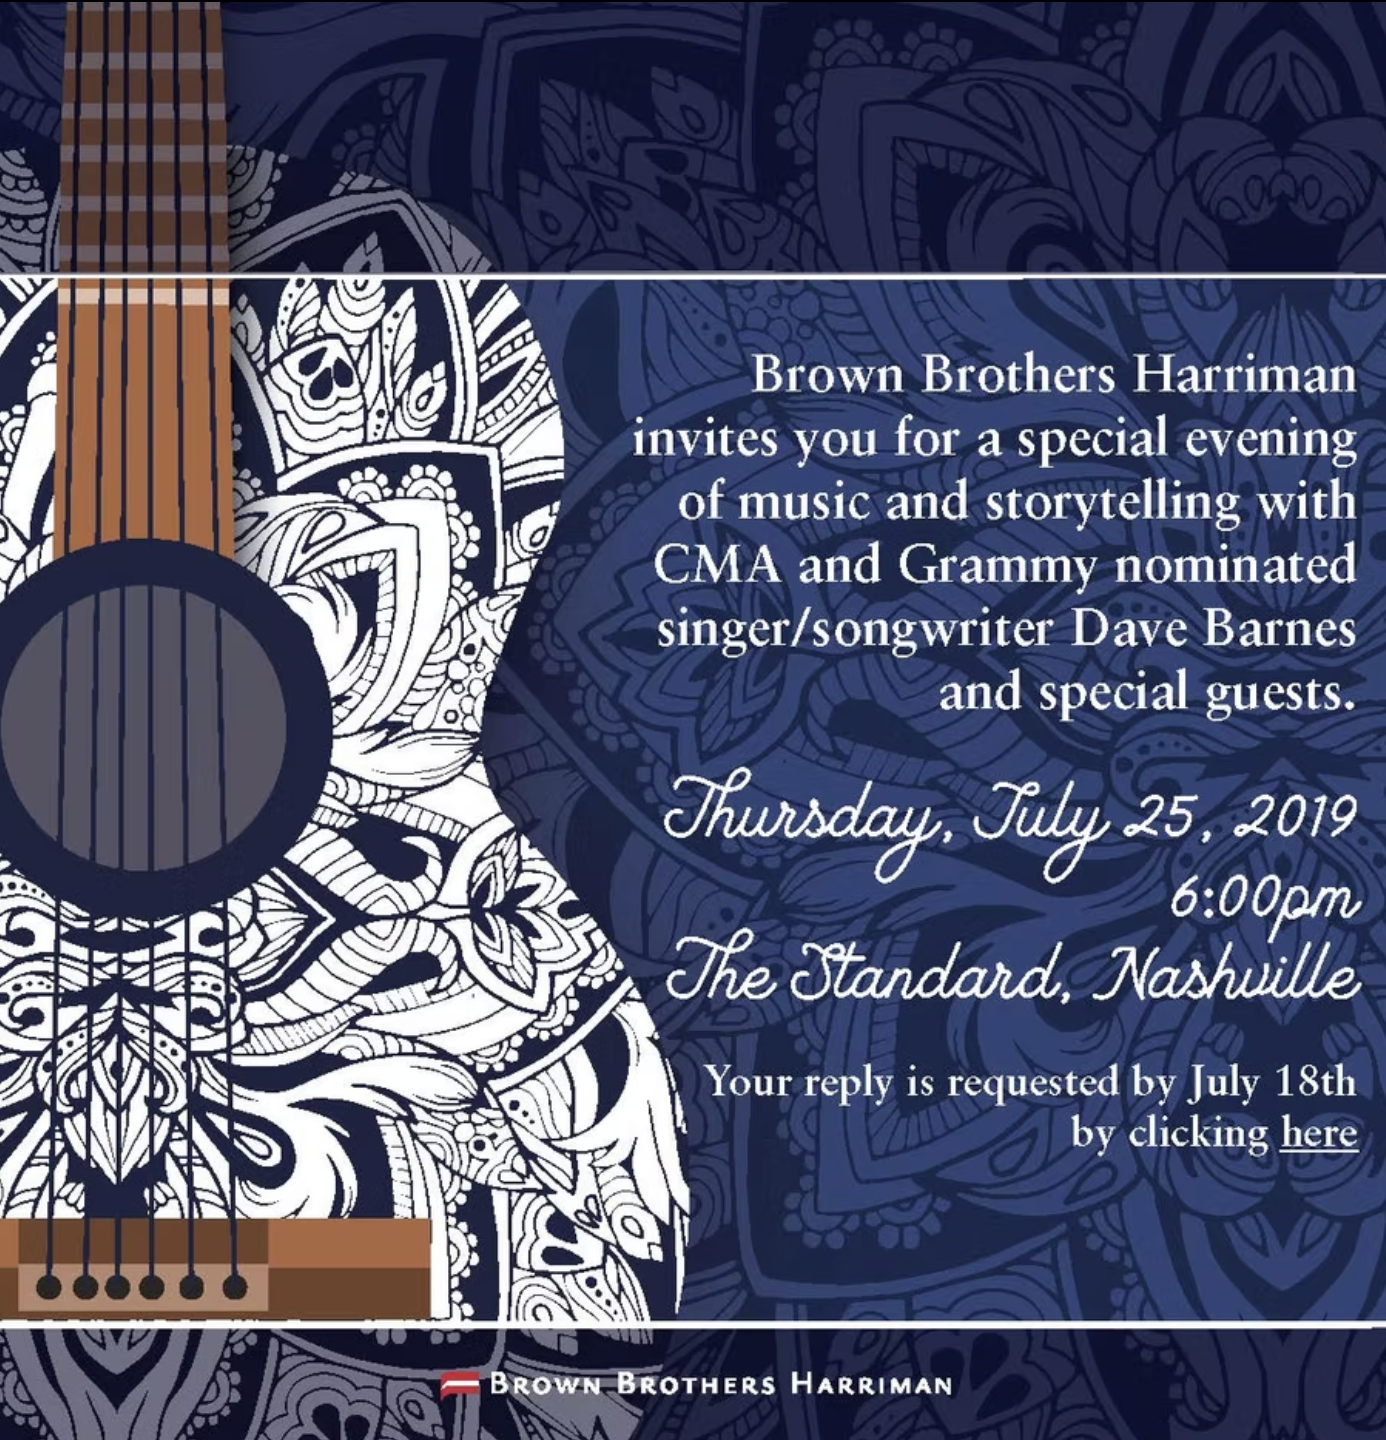 Brown Brothers Harriman
invites you for a special evening
of music and storytelling with
CMA and Grammy nominated
singer/songwriter Dave Barnes
and special guests.
Thursday, July 25, 2019
6:00pm
The Standard, Nashville
Your reply is requested by July 18th
by clicking here
BROWN BROTHERS HARRIMAN